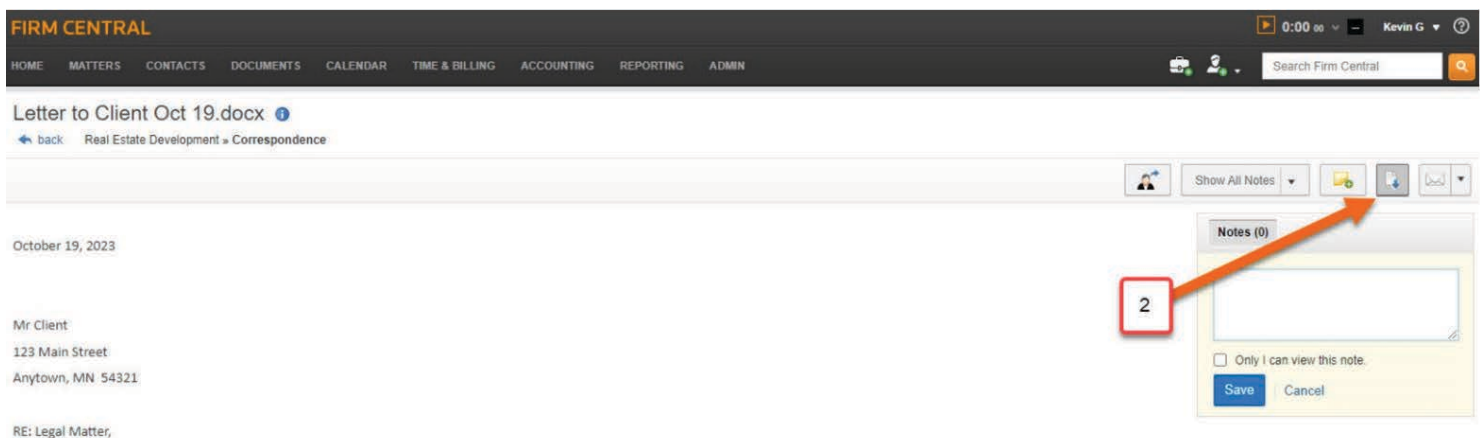 FIRM CENTRAL
0:00 00
Kevin G
HOME MATTERS CONTACTS DOCUMENTS CALENDAR TIME & BILLING ACCOUNTING REPORTING ADMIN
Search Firm Central
Letter to Client Oct 19.docx
back Real Estate Development » Correspondence
Show All Notes
October 19, 2023
Notes (0)
2
Mr Client
123 Main Street
Anytown, MN 54321
Only I can view this note.
Save Cancel
RE: Legal Matter,